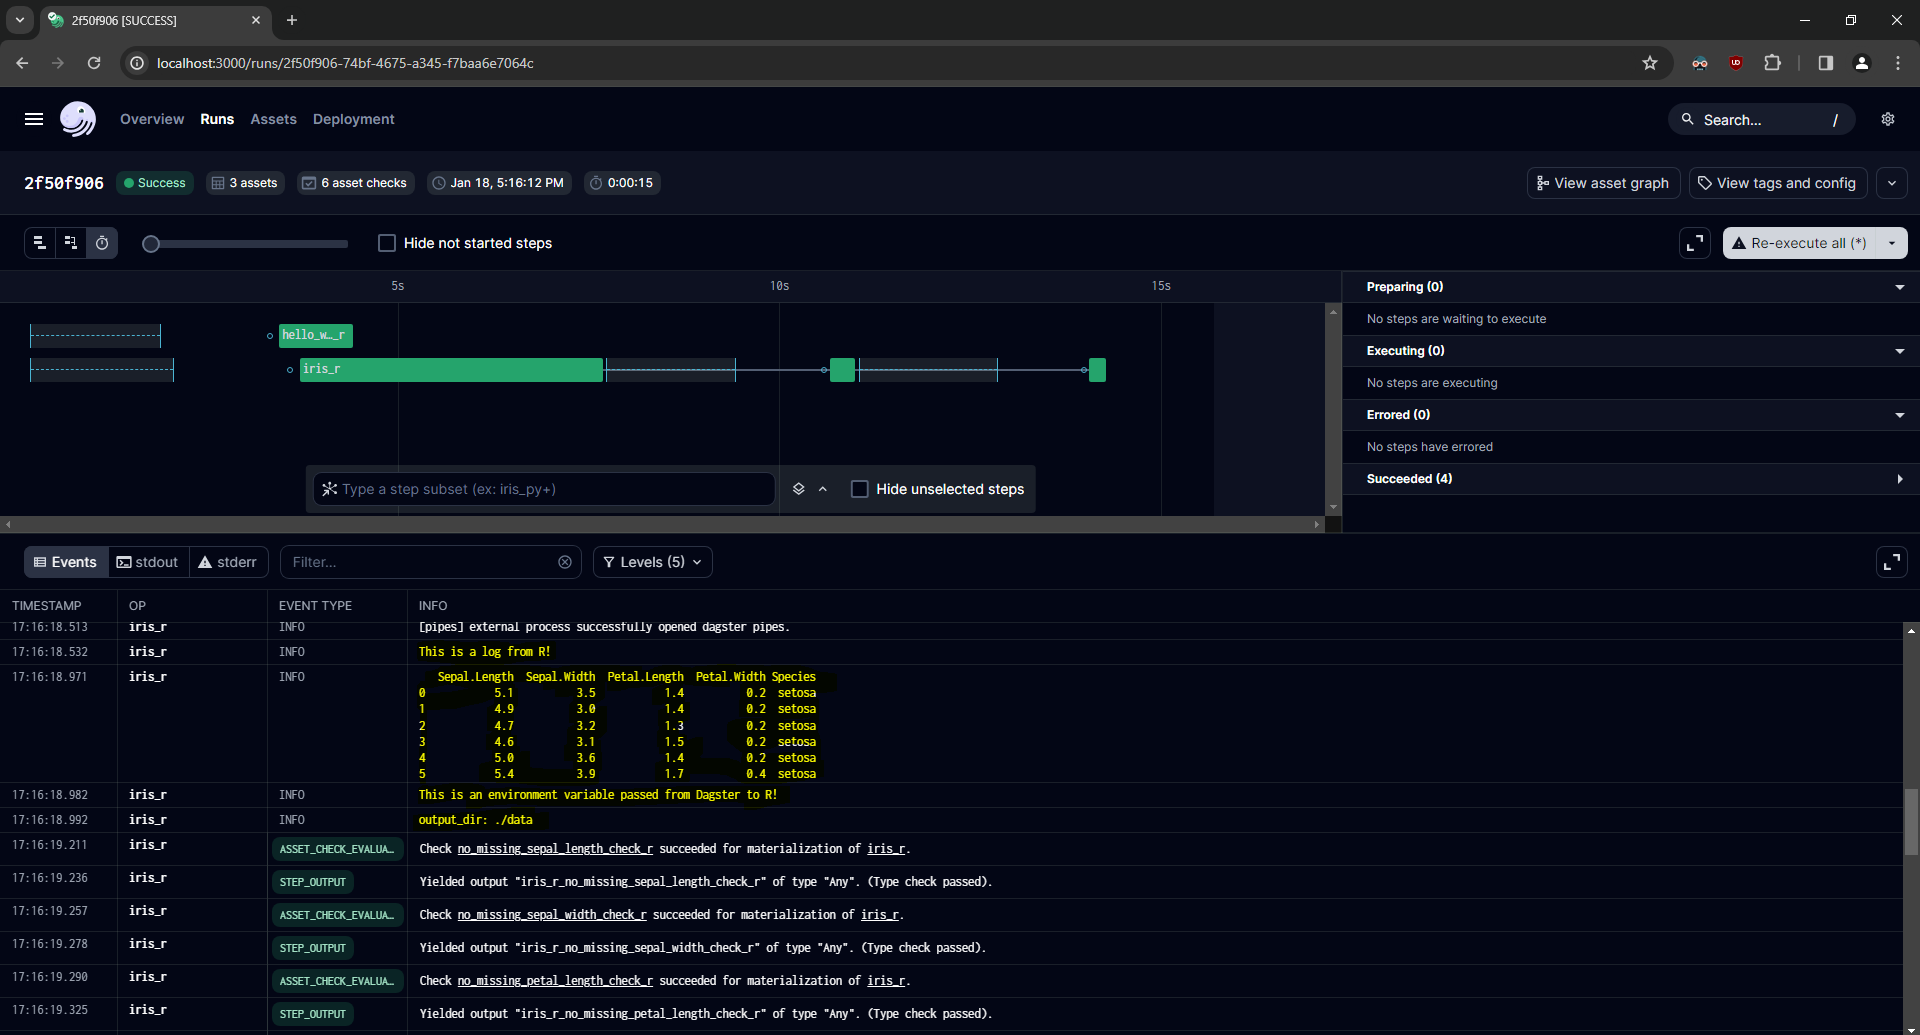 2f50f906 [SUCCESS]
localhost:3000/runs/2f50f906-74bf-4675-a345-f7baa6e7064c
Overview Runs Assets Deployment Search... /
2f50f906 Success 3 assets 6 asset checks Jan 18, 5:16:12 PM 0:00:15 View asset graph View tags and config
Hide not started steps Re-execute all (*)
5s 10s 15s
hello_w…_r
iris_r
Type a step subset (ex: iris_py+) Hide unselected steps
Preparing (0)
No steps are waiting to execute
Executing (0)
No steps are executing
Errored (0)
No steps have errored
Succeeded (4)
Events stdout stderr Filter... Levels (5)
TIMESTAMP OP EVENT TYPE INFO
17:16:18.513 iris_r INFO [pipes] external process successfully opened dagster pipes.
17:16:18.532 iris_r INFO This is a log from R!
17:16:18.971 iris_r INFO Sepal.Length Sepal.Width Petal.Length Petal.Width Species
0 5.1 3.5 1.4 0.2 setosa
1 4.9 3.0 1.4 0.2 setosa
2 4.7 3.2 1.3 0.2 setosa
3 4.6 3.1 1.5 0.2 setosa
4 5.0 3.6 1.4 0.2 setosa
5 5.4 3.9 1.7 0.4 setosa
17:16:18.982 iris_r INFO This is an environment variable passed from Dagster to R!
17:16:18.992 iris_r INFO output_dir: ./data
17:16:19.211 iris_r ASSET_CHECK_EVALUA… Check no_missing_sepal_length_check_r succeeded for materialization of iris_r.
17:16:19.236 iris_r STEP_OUTPUT Yielded output "iris_r_no_missing_sepal_length_check_r" of type "Any". (Type check passed).
17:16:19.257 iris_r ASSET_CHECK_EVALUA… Check no_missing_sepal_width_check_r succeeded for materialization of iris_r.
17:16:19.278 iris_r STEP_OUTPUT Yielded output "iris_r_no_missing_sepal_width_check_r" of type "Any". (Type check passed).
17:16:19.290 iris_r ASSET_CHECK_EVALUA… Check no_missing_petal_length_check_r succeeded for materialization of iris_r.
17:16:19.325 iris_r STEP_OUTPUT Yielded output "iris_r_no_missing_petal_length_check_r" of type "Any". (Type check passed).